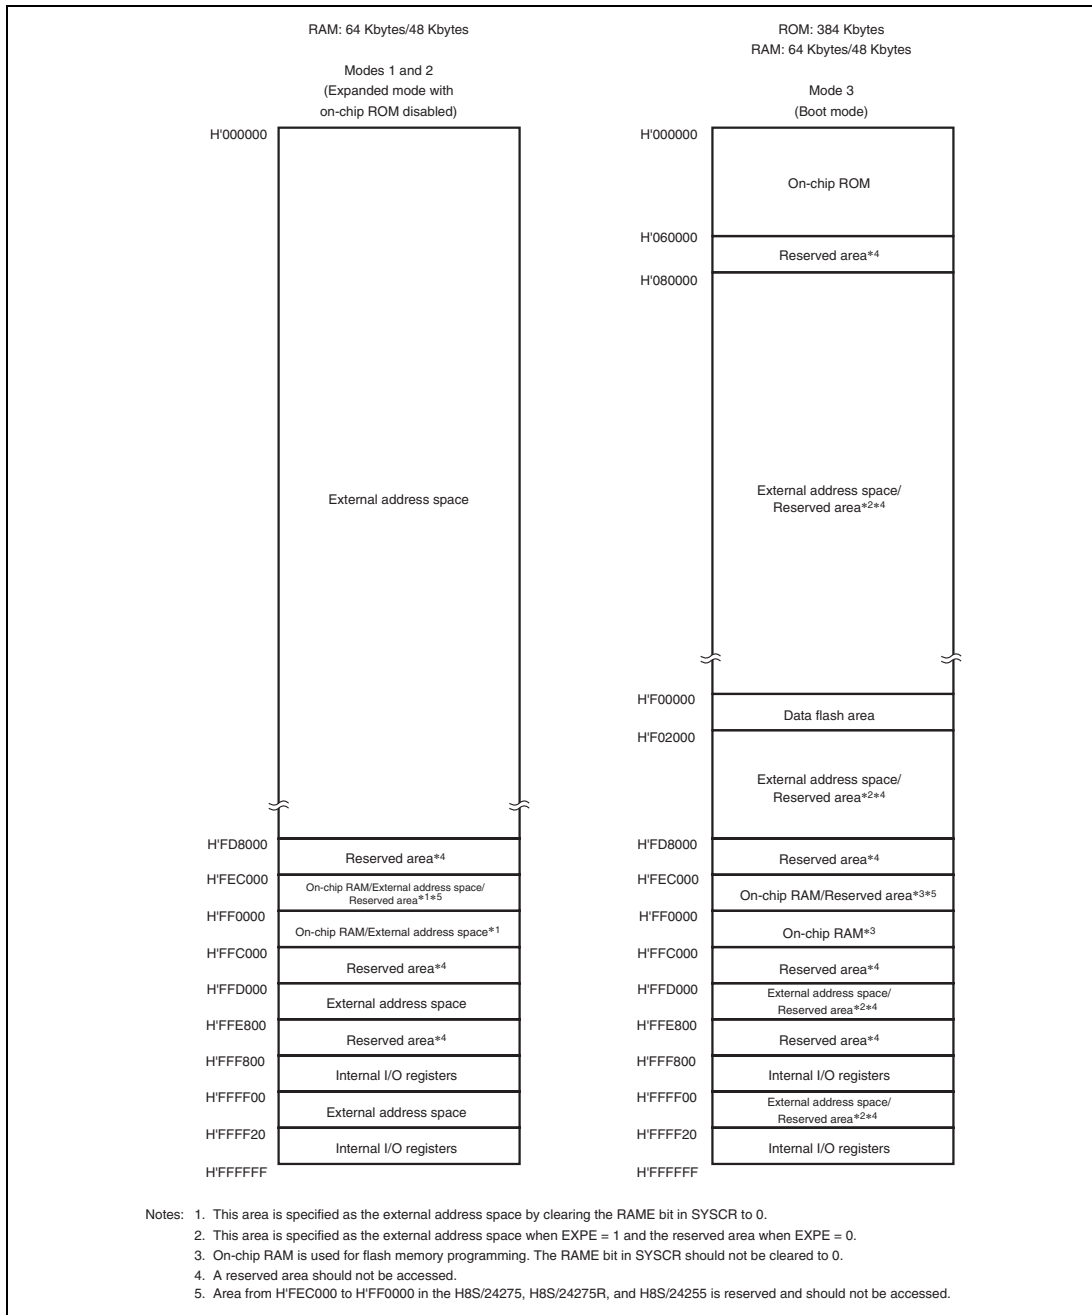 RAM: 64 Kbytes/48 Kbytes
Modes 1 and 2
(Expanded mode with
on-chip ROM disabled)
H'000000
External address space
H'FD8000
Reserved area*4
H'FEC000
On-chip RAM/External address space/
Reserved area*1*5
H'FF0000
On-chip RAM/External address space*1
H'FFC000
Reserved area*4
H'FFD000
External address space
H'FFE800
Reserved area*4
H'FFF800
Internal I/O registers
H'FFFF00
External address space
H'FFFF20
Internal I/O registers
H'FFFFFF
ROM: 384 Kbytes
RAM: 64 Kbytes/48 Kbytes
Mode 3
(Boot mode)
H'000000
On-chip ROM
H'060000
Reserved area*4
H'080000
External address space/
Reserved area*2*4
H'F00000
Data flash area
H'F02000
External address space/
Reserved area*2*4
H'FD8000
Reserved area*4
H'FEC000
On-chip RAM/Reserved area*3*5
H'FF0000
On-chip RAM*3
H'FFC000
Reserved area*4
H'FFD000
External address space/
Reserved area*2*4
H'FFE800
Reserved area*4
H'FFF800
Internal I/O registers
H'FFFF00
External address space/
Reserved area*2*4
H'FFFF20
Internal I/O registers
H'FFFFFF
Notes: 1. This area is specified as the external address space by clearing the RAME bit in SYSCR to 0.
2. This area is specified as the external address space when EXPE = 1 and the reserved area when EXPE = 0.
3. On-chip RAM is used for flash memory programming. The RAME bit in SYSCR should not be cleared to 0.
4. A reserved area should not be accessed.
5. Area from H'FEC000 to H'FF0000 in the H8S/24275, H8S/24275R, and H8S/24255 is reserved and should not be accessed.